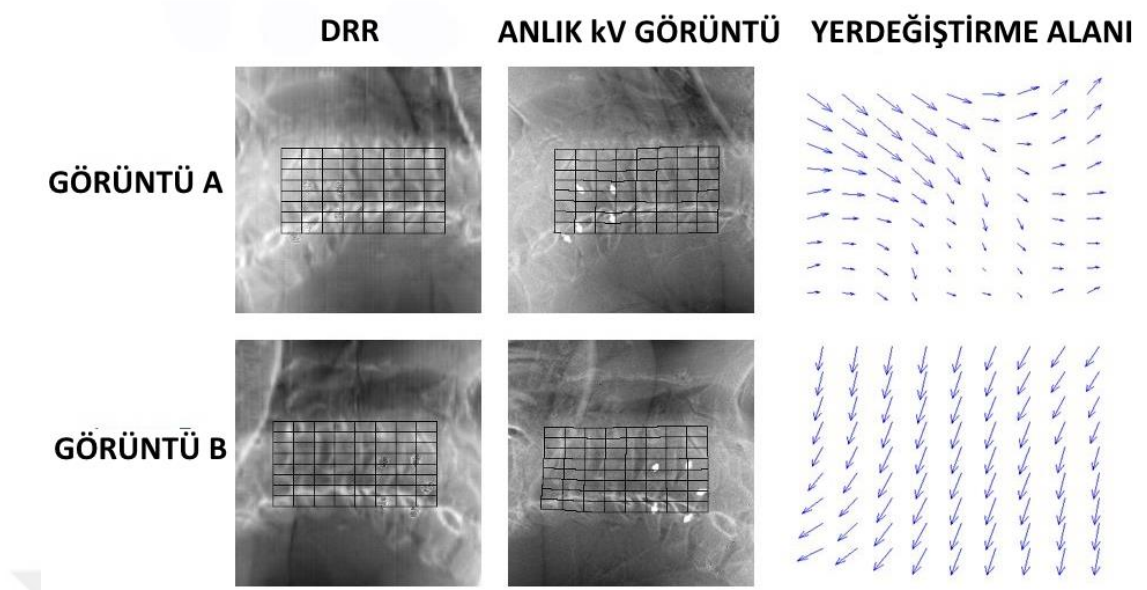 DRR ANLIK kV GÖRÜNTÜ YERDEĞİŞTİRME ALANI
GÖRÜNTÜ A
GÖRÜNTÜ B